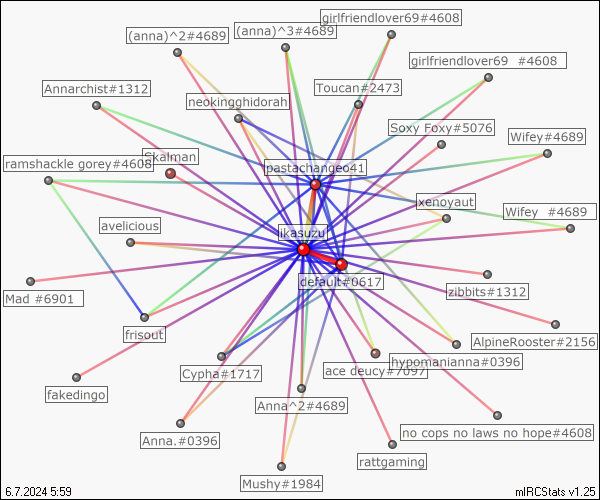 girlfriendlover69#4608
(anna)^2#4689
(anna)^3#4689
girlfriendlover69 #4608
Annarchist#1312
Toucan#2473
neokingghidorah
Soxy Foxy#5076
Wifey#4689
ramshackle gorey#4608
Skalman
pastachangeo41
xenoyaut
Wifey #4689
avelicious
ikasuzu
default#0617
zibbits#1312
Mad #6901
frisout
AlpineRooster#2156
hypomanianna#0396
Cypha#1717
ace deucy#7097
fakedingo
Anna^2#4689
Anna.#0396
no cops no laws no hope#4608
rattgaming
Mushy#1984
6.7.2024 5:59
mIRCStats v1.25